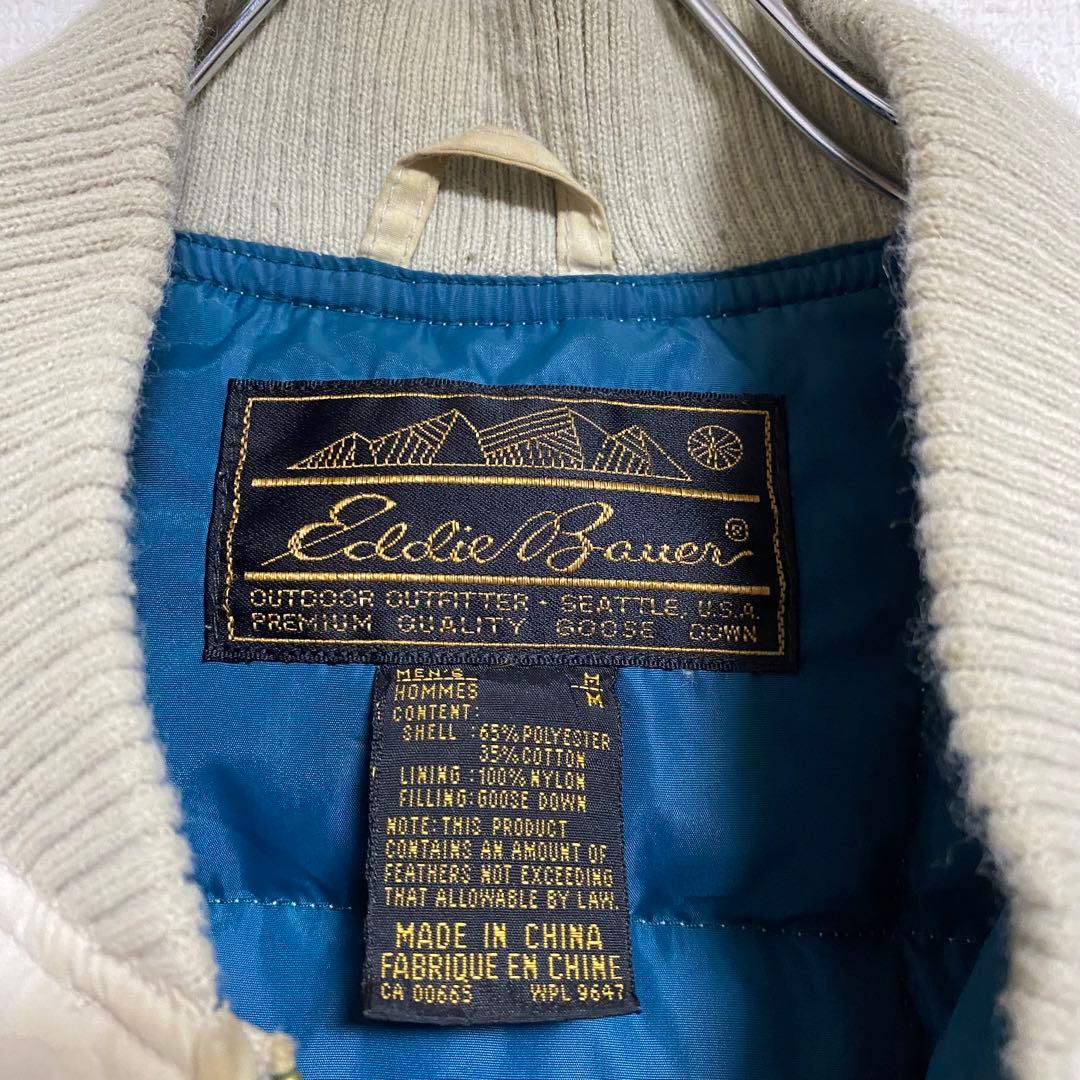 Eddie Bauer®
OUTDOOR OUTFITTER - SEATTLE, U.S.A.
PREMIUM QUALITY GOOSE DOWN
MEN'S M
HOMMES M
CONTENT:
SHELL :65%POLYESTER
35%COTTON
LINING :100%NYLON
FILLING:GOOSE DOWN
NOTE:THIS PRODUCT
CONTAINS AN AMOUNT OF
FEATHERS NOT EXCEEDING
THAT ALLOWABLE BY LAW.
MADE IN CHINA
FABRIQUE EN CHINE
CA 00665 WPL 9647